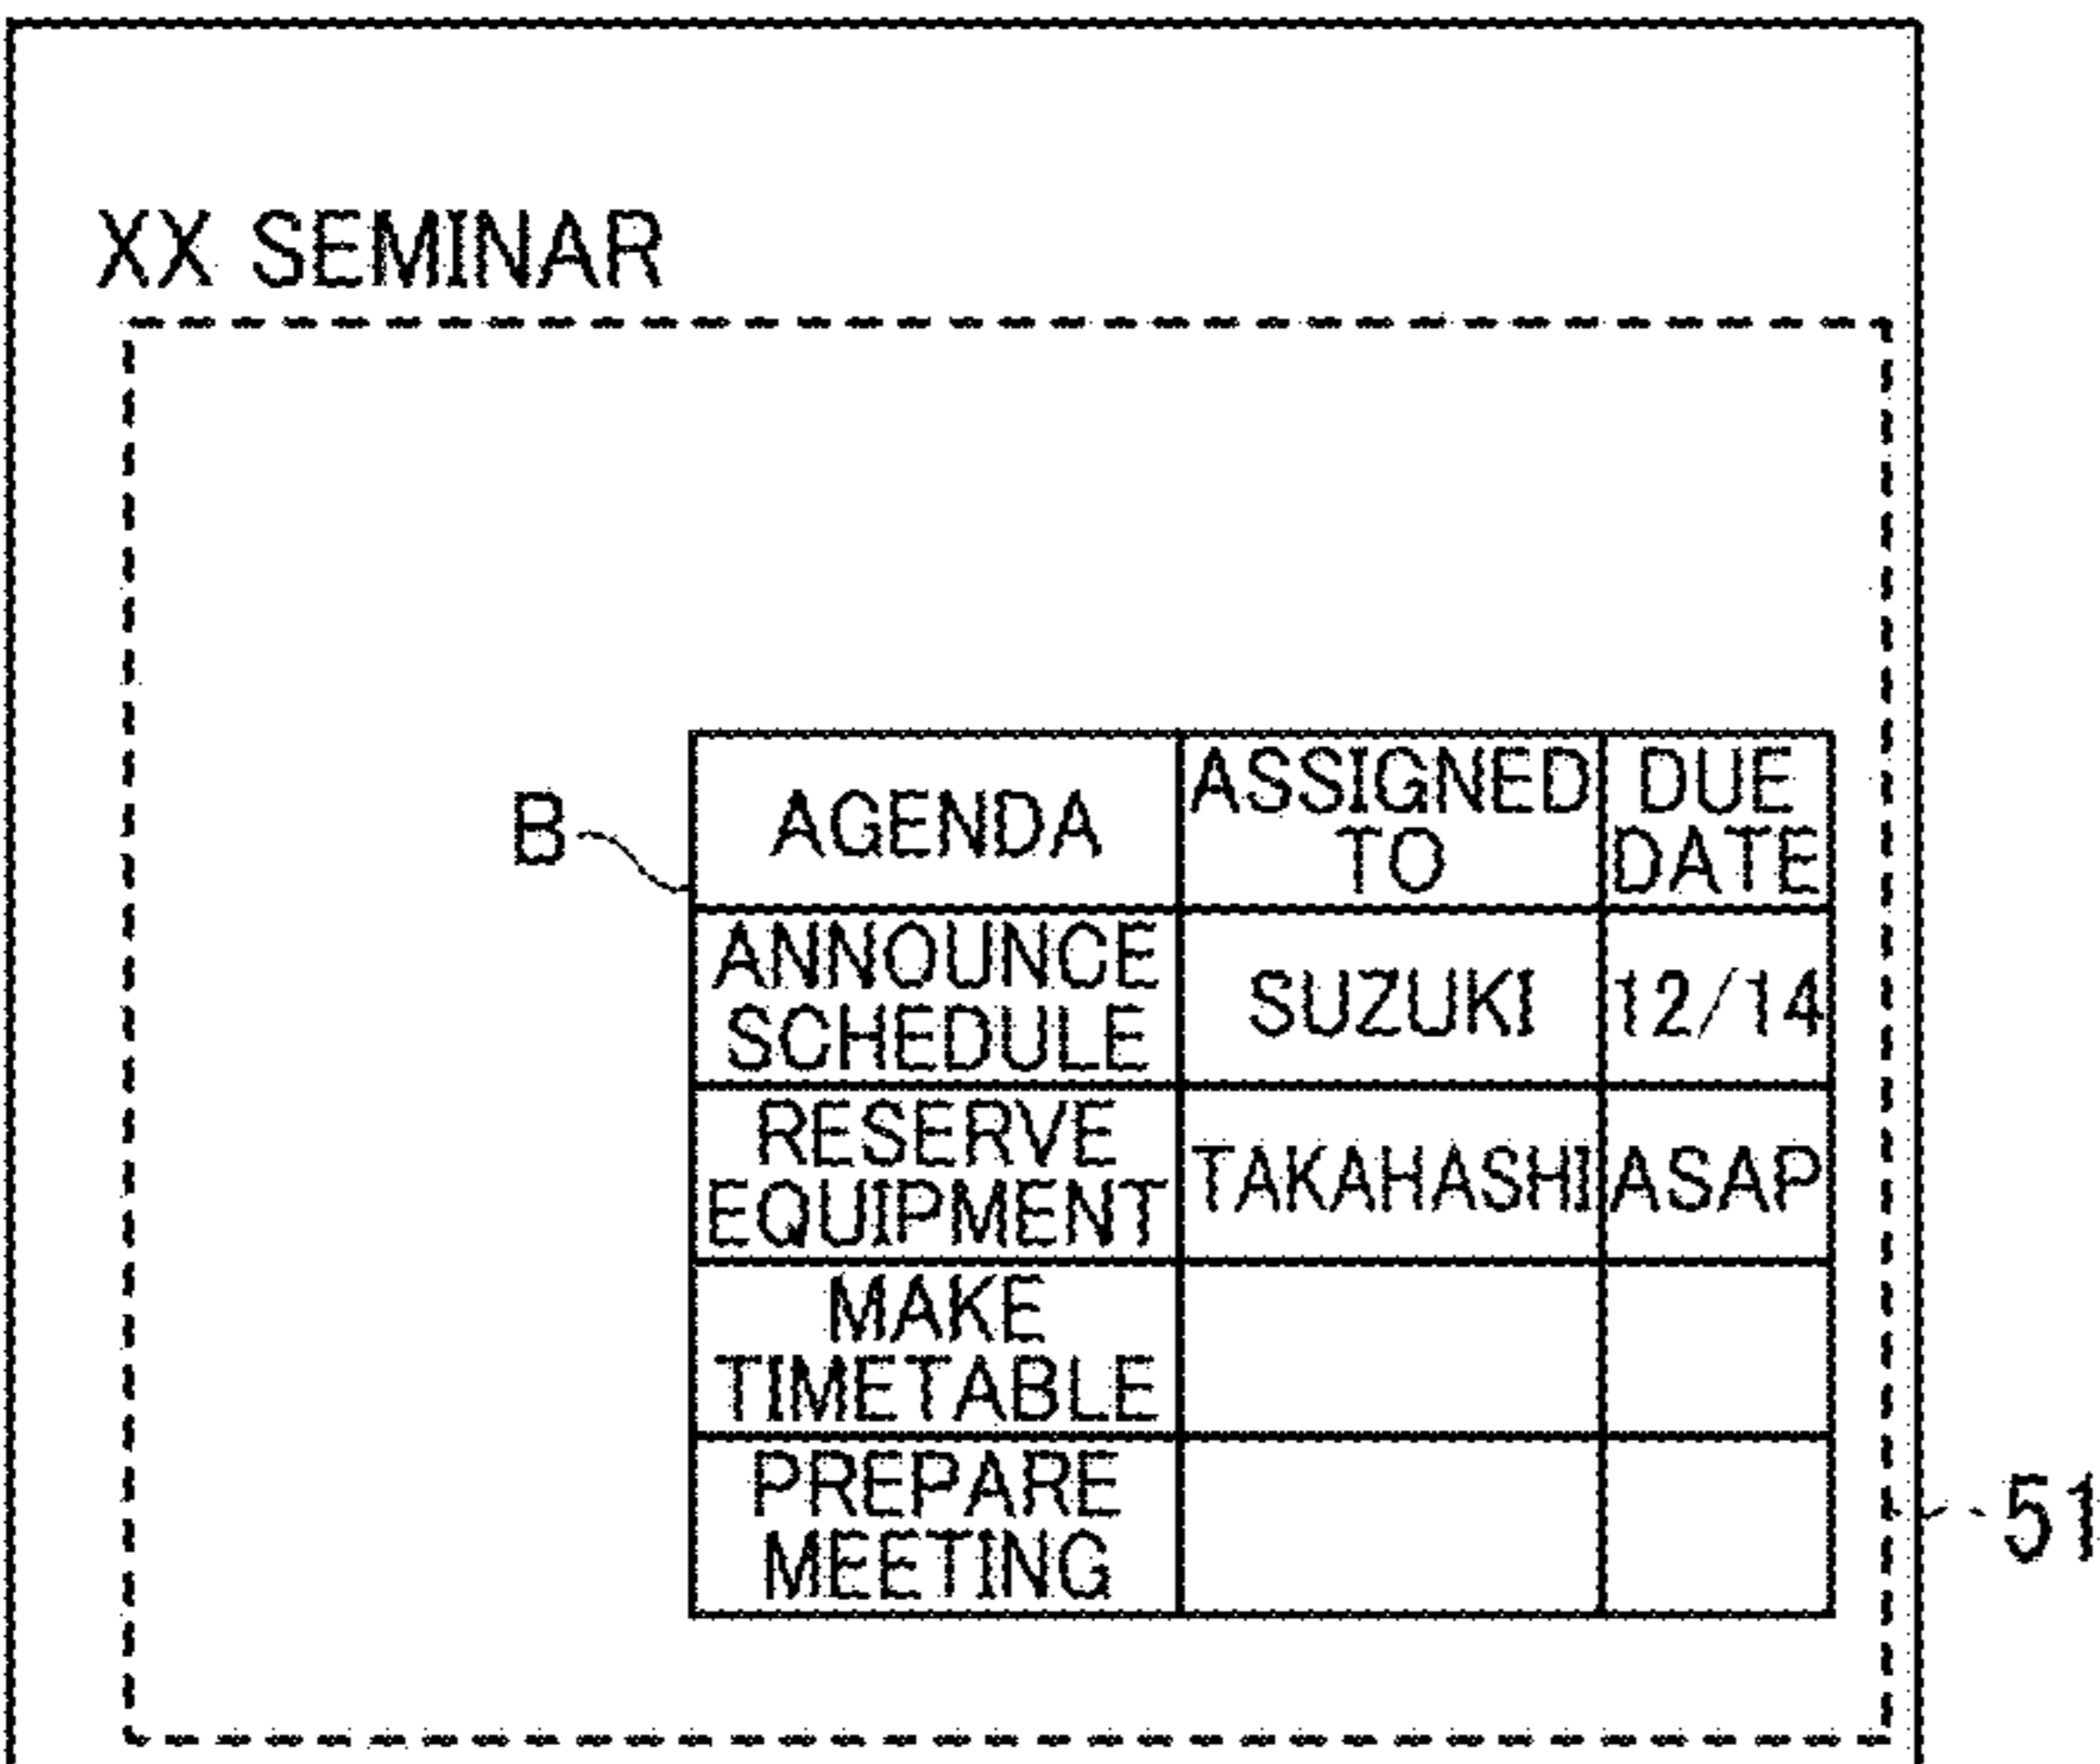 XX SEMINAR
B
AGENDA
ASSIGNED
TO
DUE
DATE
ANNOUNCE
SCHEDULE
SUZUKI
12/14
RESERVE
EQUIPMENT
TAKAHASHI
ASAP
MAKE
TIMETABLE
PREPARE
MEETING
51